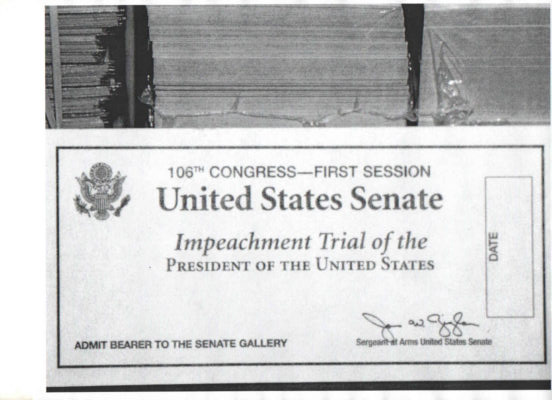 106TH CONGRESS—FIRST SESSION
United States Senate
Impeachment Trial of the
PRESIDENT OF THE UNITED STATES
DATE
ADMIT BEARER TO THE SENATE GALLERY
Sergeant at Arms United States Senate